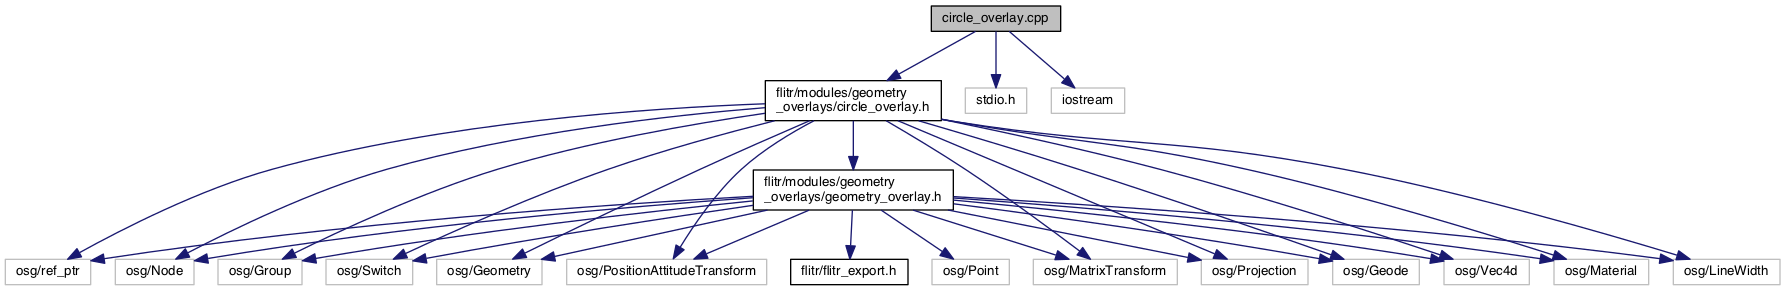 circle_overlay.cpp
flitr/modules/geometry
_overlays/circle_overlay.h
stdio.h
iostream
flitr/modules/geometry
_overlays/geometry_overlay.h
osg/ref_ptr
osg/Node
osg/Group
osg/Switch
osg/Geometry
osg/PositionAttitudeTransform
flitr/flitr_export.h
osg/Point
osg/MatrixTransform
osg/Projection
osg/Geode
osg/Vec4d
osg/Material
osg/LineWidth